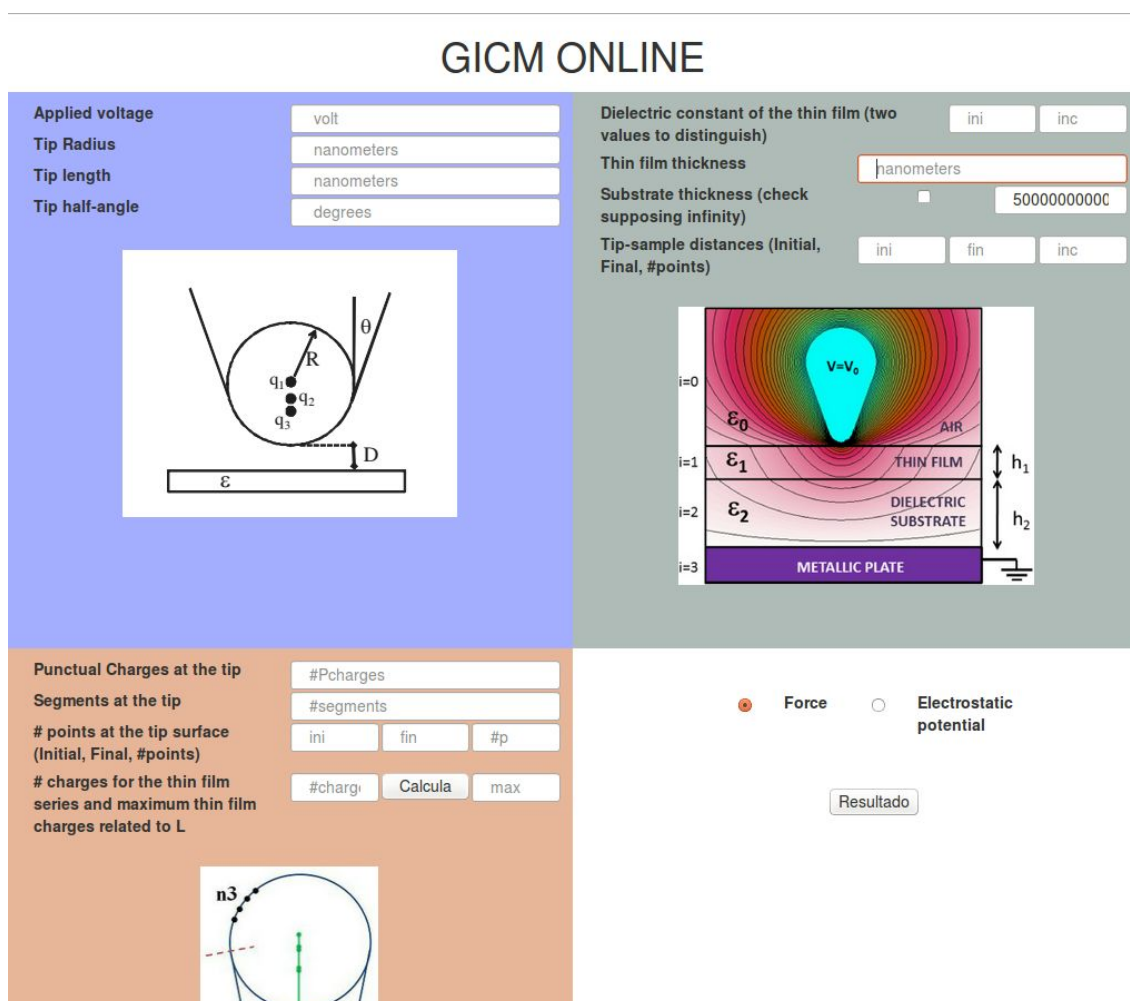 GICM ONLINE
Applied voltage
volt
Tip Radius
nanometers
Tip length
nanometers
Tip half-angle
degrees
θ
R
q1
q2
q3
D
ε
Dielectric constant of the thin film (two
values to distinguish)
ini
inc
Thin film thickness
nanometers
Substrate thickness (check
supposing infinity)
50000000000
Tip-sample distances (Initial,
Final, #points)
ini
fin
inc
V=V0
i=0
ε0
AIR
i=1
ε1
THIN FILM
h1
i=2
ε2
DIELECTRIC
SUBSTRATE
h2
i=3
METALLIC PLATE
Punctual Charges at the tip
#Pcharges
Segments at the tip
#segments
# points at the tip surface
(Initial, Final, #points)
ini
fin
#p
# charges for the thin film
series and maximum thin film
charges related to L
#charg
Calcula
max
n3
Force
Electrostatic
potential
Resultado